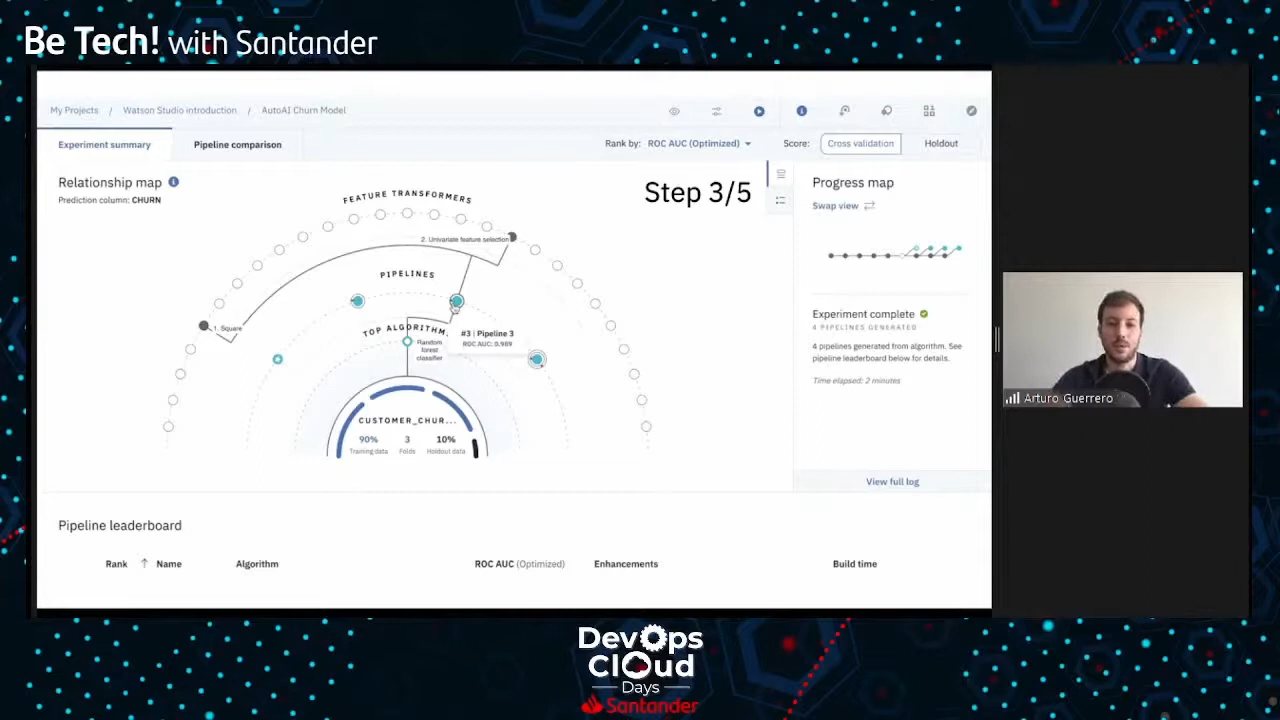 Be Tech! with Santander
My Projects / Watson Studio introduction / AutoAI Churn Model
Experiment summary
Pipeline comparison
Rank by: ROC AUC (Optimized)
Score: Cross validation Holdout
Relationship map
Prediction column: CHURN
Step 3/5
FEATURE TRANSFORMERS
2. Univariate feature selection
PIPELINES
1. Square
TOP ALGORITHM
#3 | Pipeline 3
ROC AUC: 0.989
Random
forest
classifier
CUSTOMER_CHUR...
90% 3 10%
Training data Folds Holdout data
Progress map
Swap view
Experiment complete
4 PIPELINES GENERATED
4 pipelines generated from algorithm. See
pipeline leaderboard below for details.
Time elapsed: 2 minutes
View full log
Pipeline leaderboard
Rank Name Algorithm ROC AUC (Optimized) Enhancements Build time
Arturo Guerrero
DevOps
Cloud
Days
Santander